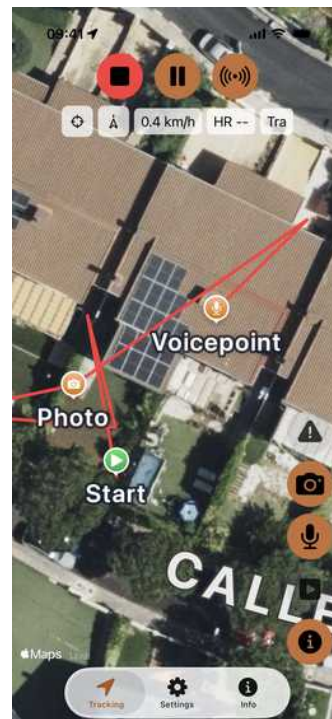 09:41
0.4 km/h
HR --
Tra
Voicepoint
Photo
Start
CALLE
Maps
Tracking
Settings
Info